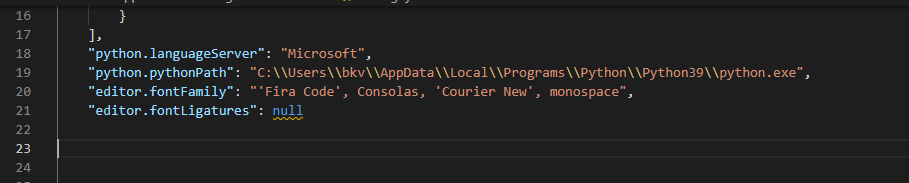 16 }
17 ],
18 "python.languageServer": "Microsoft",
19 "python.pythonPath": "C:\\Users\\bkv\\AppData\\Local\\Programs\\Python\\Python39\\python.exe",
20 "editor.fontFamily": "'Fira Code', Consolas, 'Courier New', monospace",
21 "editor.fontLigatures": null
22
23
24